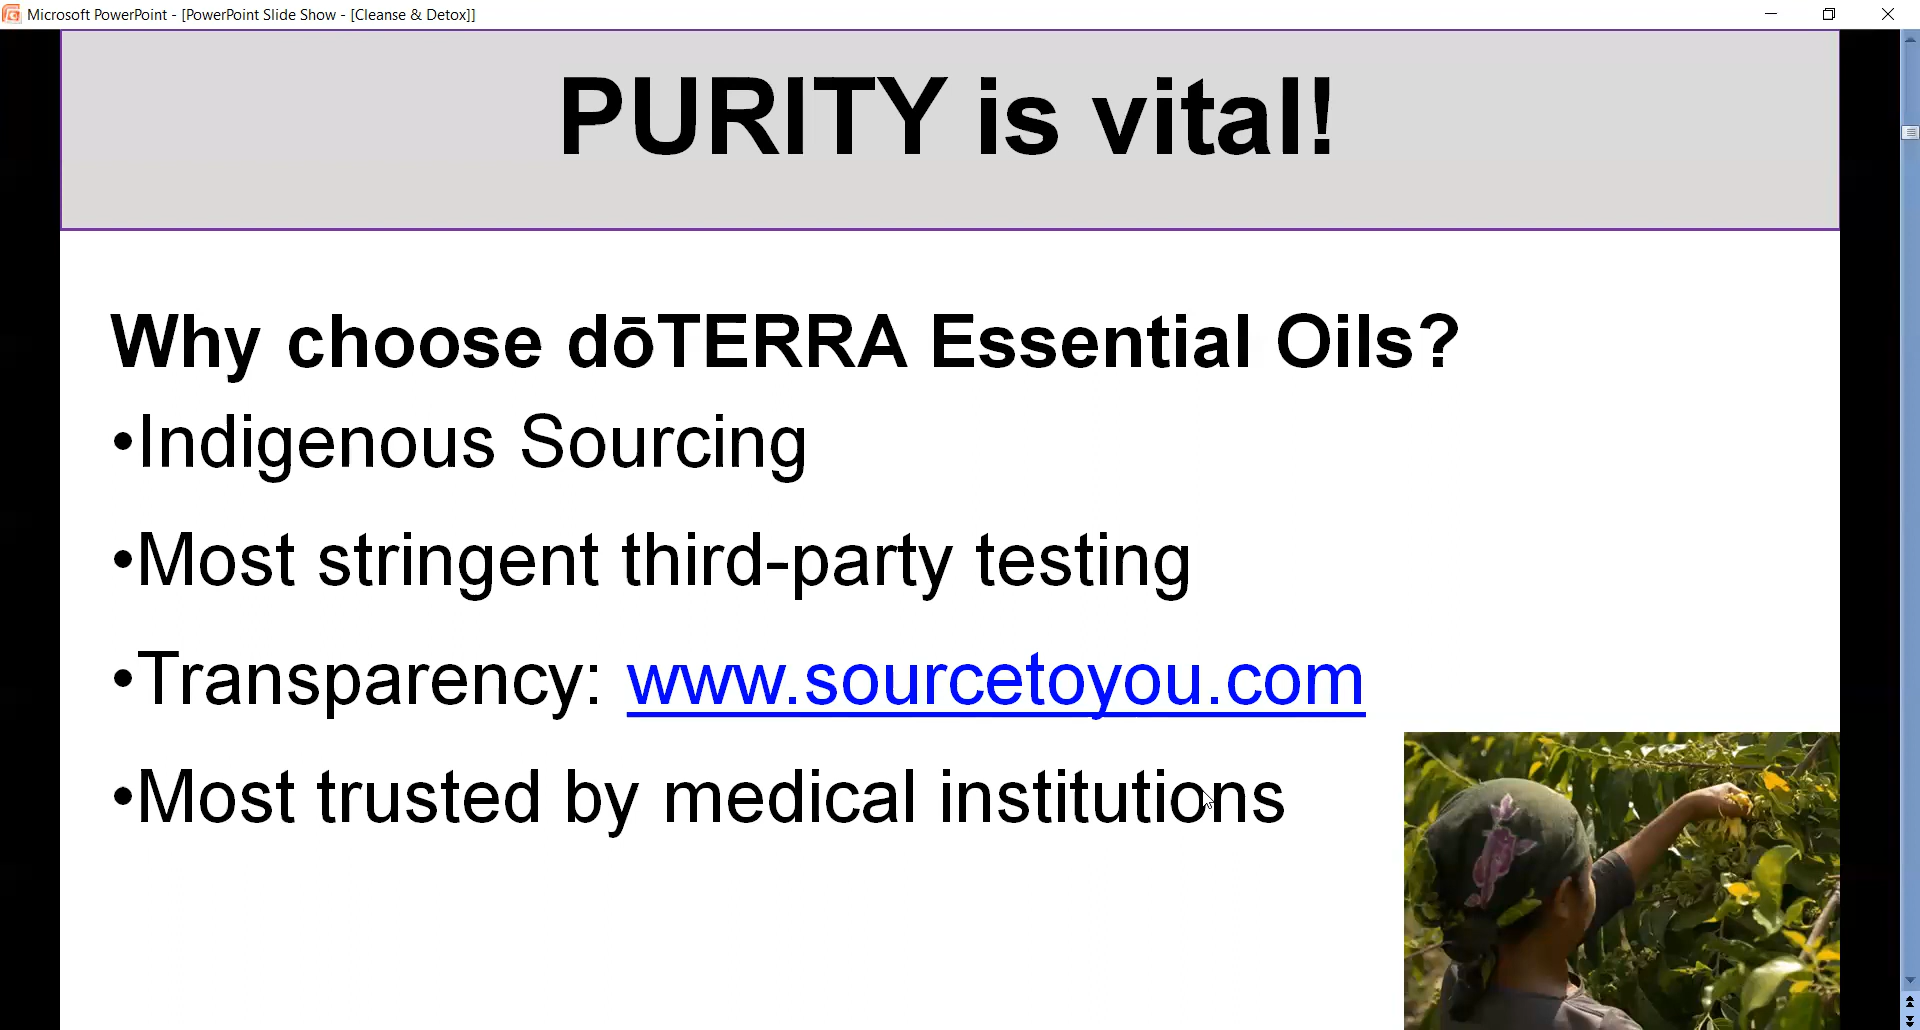 Microsoft PowerPoint - [PowerPoint Slide Show - [Cleanse & Detox]]
PURITY is vital!
Why choose dōTERRA Essential Oils?
•Indigenous Sourcing
•Most stringent third-party testing
•Transparency: www.sourcetoyou.com
•Most trusted by medical institutions